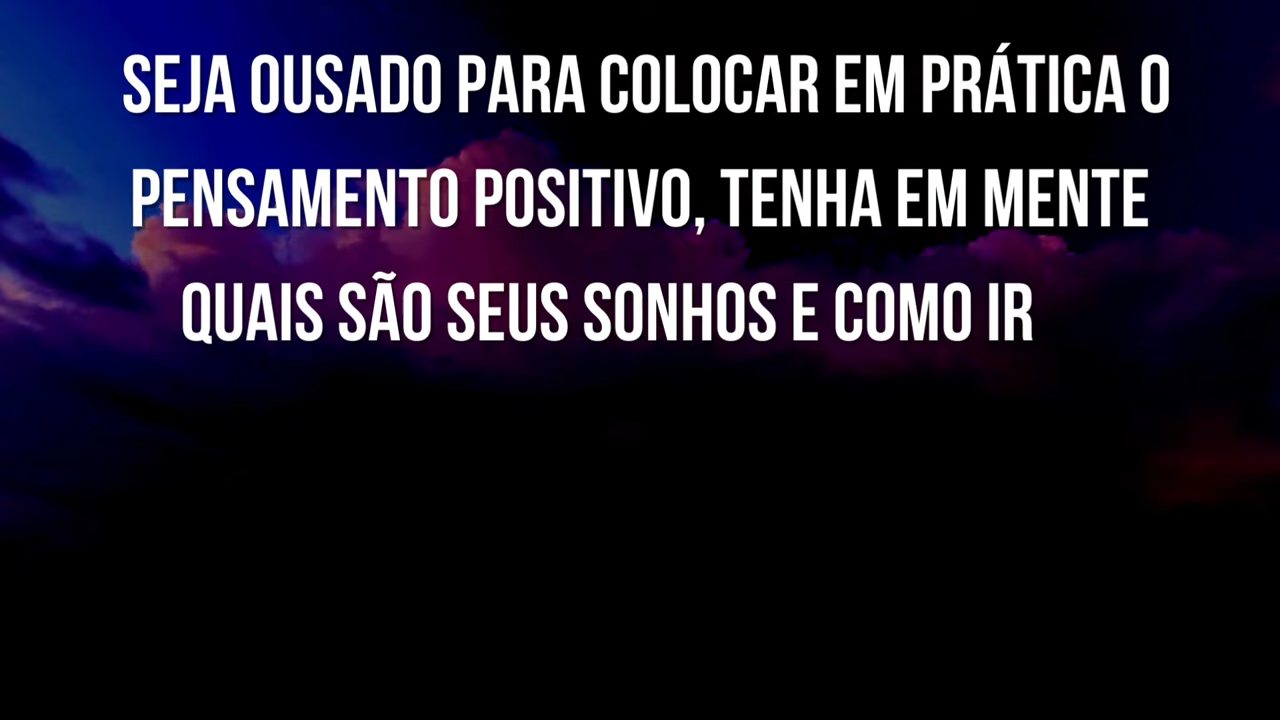 SEJA OUSADO PARA COLOCAR EM PRÁTICA O
PENSAMENTO POSITIVO, TENHA EM MENTE
QUAIS SÃO SEUS SONHOS E COMO IR